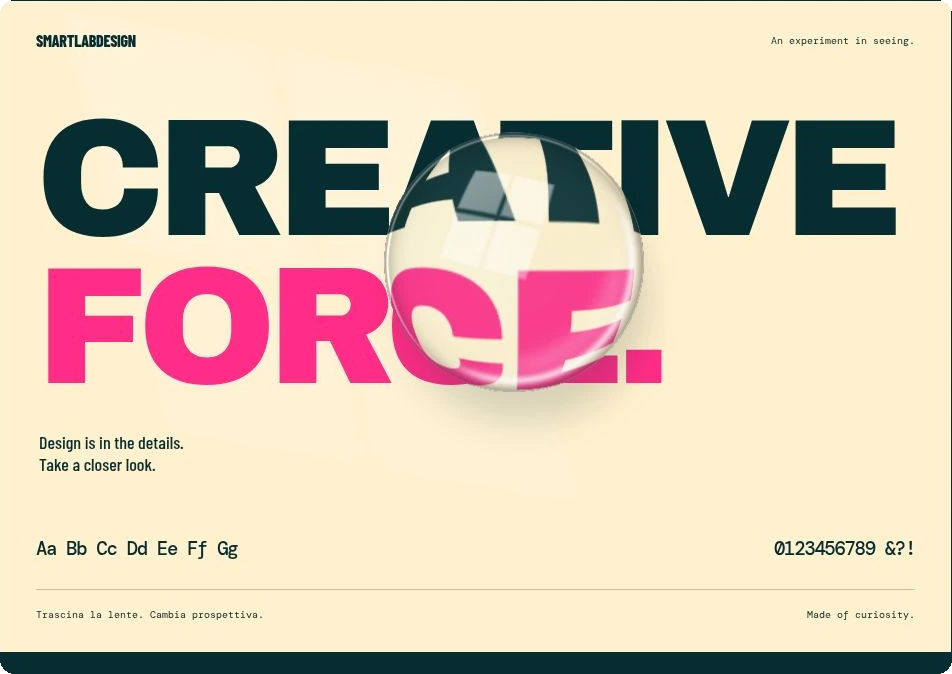 SMARTLABDESIGN
An experiment in seeing.
CREATIVE
FORCE.
Design is in the details.
Take a closer look.
Aa Bb Cc Dd Ee Ff Gg
0123456789 &?!
Trascina la lente. Cambia prospettiva.
Made of curiosity.